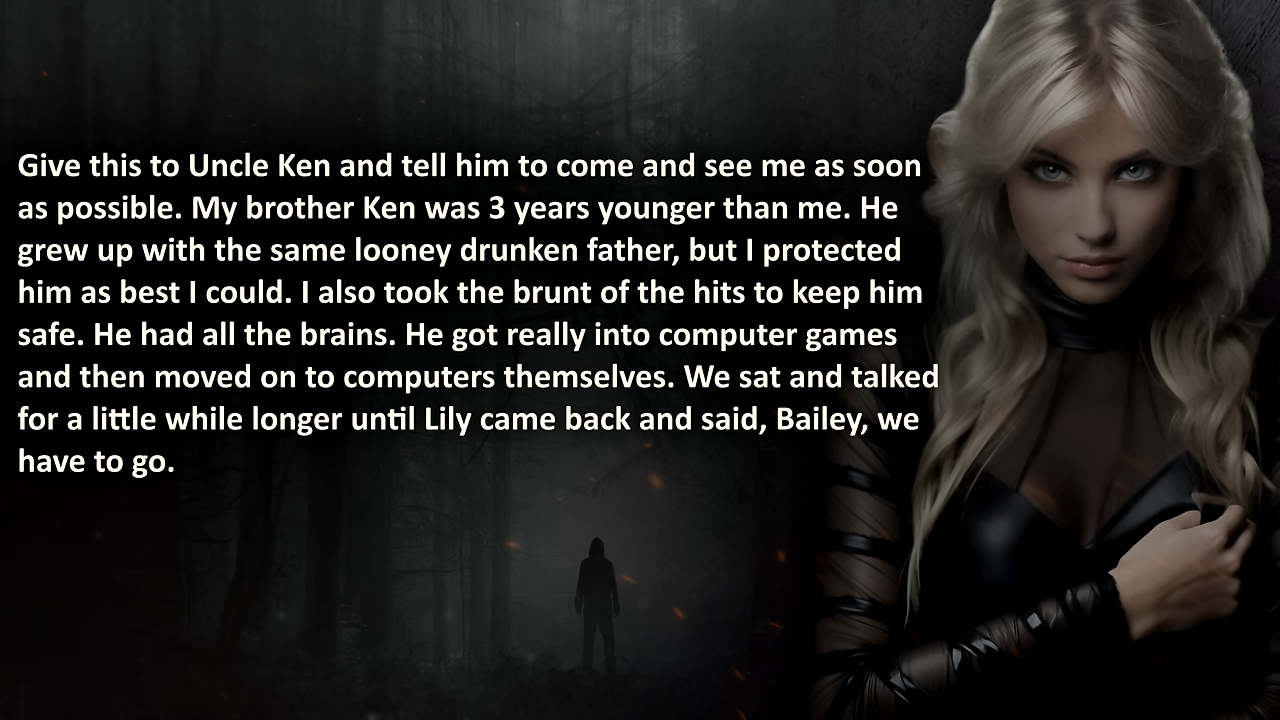 Give this to Uncle Ken and tell him to come and see me as soon
as possible. My brother Ken was 3 years younger than me. He
grew up with the same looney drunken father, but I protected
him as best I could. I also took the brunt of the hits to keep him
safe. He had all the brains. He got really into computer games
and then moved on to computers themselves. We sat and talked
for a little while longer until Lily came back and said, Bailey, we
have to go.